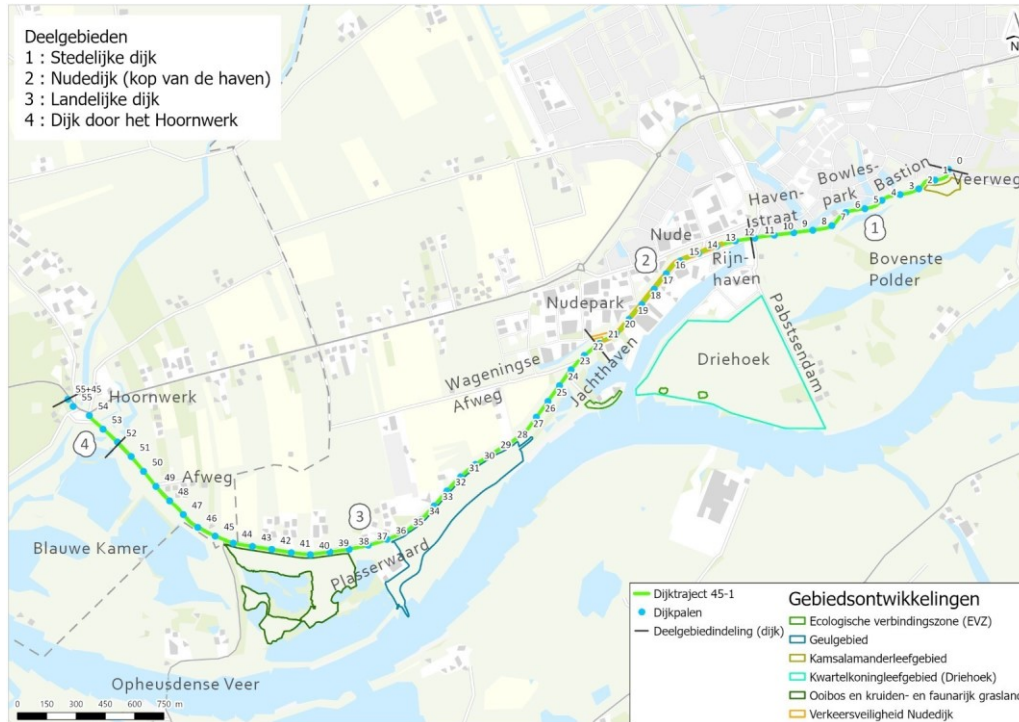 Deelgebieden
1 : Stedelijke dijk
2 : Nudedijk (kop van de haven)
3 : Landelijke dijk
4 : Dijk door het Hoornwerk
N
0
1
Veerweg
2
3
Bastion
4
5
Bowles-
park
6
1
7
8
9
10
11
Haven-
straat
12
13
14
15
Nude
16
Rijn-
haven
Bovenste
Polder
2
17
18
19
20
21
Nudepark
22
23
Jachthaven
Driehoek
Pabstsendam
Wageningse
Afweg
24
25
26
27
28
29
30
31
32
33
34
35
36
37
38
3
39
40
41
42
43
44
45
46
47
48
49
50
51
52
53
54
55
55+45
Hoornwerk
4
Afweg
Blauwe Kamer
Plasserwaard
Opheusdense Veer
0 150 300 450 600 750 m
Dijktraject 45-1
Dijkpalen
Deelgebiedindeling (dijk)
Gebiedsontwikkelingen
Ecologische verbindingszone (EVZ)
Geulgebied
Kamsalamanderleefgebied
Kwartelkoningleefgebied (Driehoek)
Ooibos en kruiden- en faunarijk grasland
Verkeersveiligheid Nudedijk